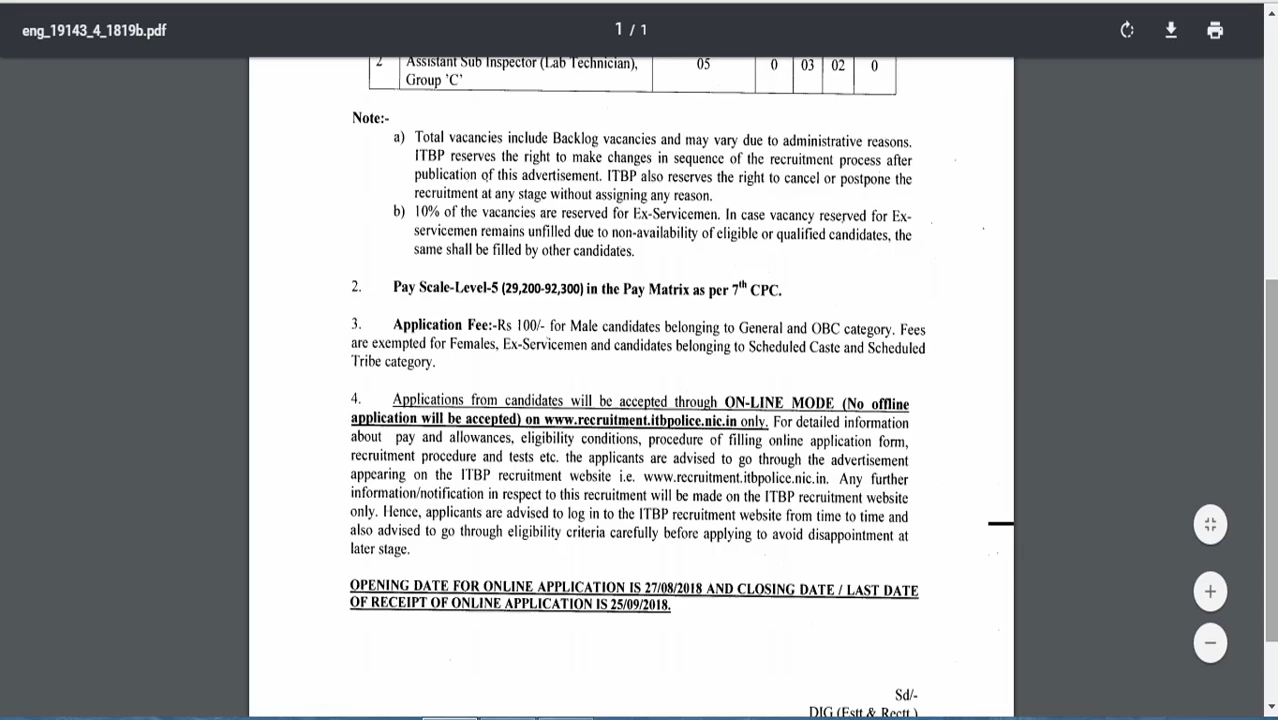 eng_19143_4_1819b.pdf
1 / 1
2 Assistant Sub Inspector (Lab Technician), 05 0 03 02 0
Group 'C'
Note:-
a) Total vacancies include Backlog vacancies and may vary due to administrative reasons.
ITBP reserves the right to make changes in sequence of the recruitment process after
publication of this advertisement. ITBP also reserves the right to cancel or postpone the
recruitment at any stage without assigning any reason.
b) 10% of the vacancies are reserved for Ex-Servicemen. In case vacancy reserved for Ex-
servicemen remains unfilled due to non-availability of eligible or qualified candidates, the
same shall be filled by other candidates.
2. Pay Scale-Level-5 (29,200-92,300) in the Pay Matrix as per 7th CPC.
3. Application Fee:-Rs 100/- for Male candidates belonging to General and OBC category. Fees
are exempted for Females, Ex-Servicemen and candidates belonging to Scheduled Caste and Scheduled
Tribe category.
4. Applications from candidates will be accepted through ON-LINE MODE (No offline
application will be accepted) on www.recruitment.itbpolice.nic.in only. For detailed information
about pay and allowances, eligibility conditions, procedure of filling online application form,
recruitment procedure and tests etc. the applicants are advised to go through the advertisement
appearing on the ITBP recruitment website i.e. www.recruitment.itbpolice.nic.in. Any further
information/notification in respect to this recruitment will be made on the ITBP recruitment website
only. Hence, applicants are advised to log in to the ITBP recruitment website from time to time and
also advised to go through eligibility criteria carefully before applying to avoid disappointment at
later stage.
OPENING DATE FOR ONLINE APPLICATION IS 27/08/2018 AND CLOSING DATE / LAST DATE
OF RECEIPT OF ONLINE APPLICATION IS 25/09/2018.
Sd/-
DIG (Estt & Rectt )